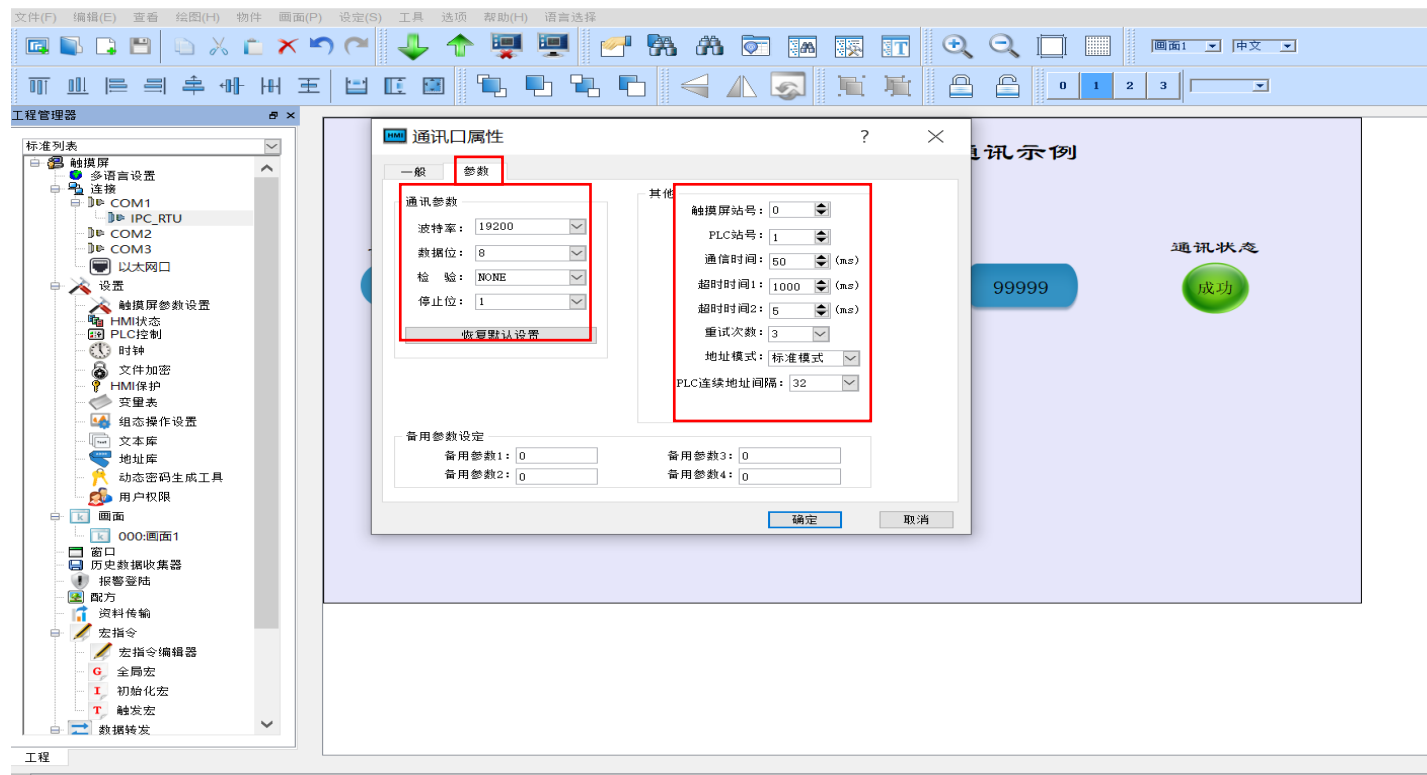 文件(F) 编辑(E) 查看 绘图(H) 物件 画面(P) 设定(S) 工具 选项 帮助(H) 语言选择
画面1 中文
0 1 2 3
工程管理器
标准列表
触摸屏
多语言设置
连接
COM1
IPC_RTU
COM2
COM3
以太网口
设置
触摸屏参数设置
HMI状态
PLC控制
时钟
文件加密
HMI保护
变量表
组态操作设置
文本库
地址库
动态密码生成工具
用户权限
画面
000:画面1
窗口
历史数据收集器
报警登陆
配方
资料传输
宏指令
宏指令编辑器
G 全局宏
I 初始化宏
T 触发宏
数据转发
工程
HMI 通讯口属性 ?
一般 参数
通讯参数
波特率: 19200
数据位: 8
检 验: NONE
停止位: 1
恢复默认设置
其他
触摸屏站号: 0
PLC站号: 1
通信时间: 50 (ms)
超时时间1: 1000 (ms)
超时时间2: 5 (ms)
重试次数: 3
地址模式: 标准模式
PLC连续地址间隔: 32
备用参数设定
备用参数1: 0 备用参数3: 0
备用参数2: 0 备用参数4: 0
确定 取消
讯示例
通讯状态
99999
成功